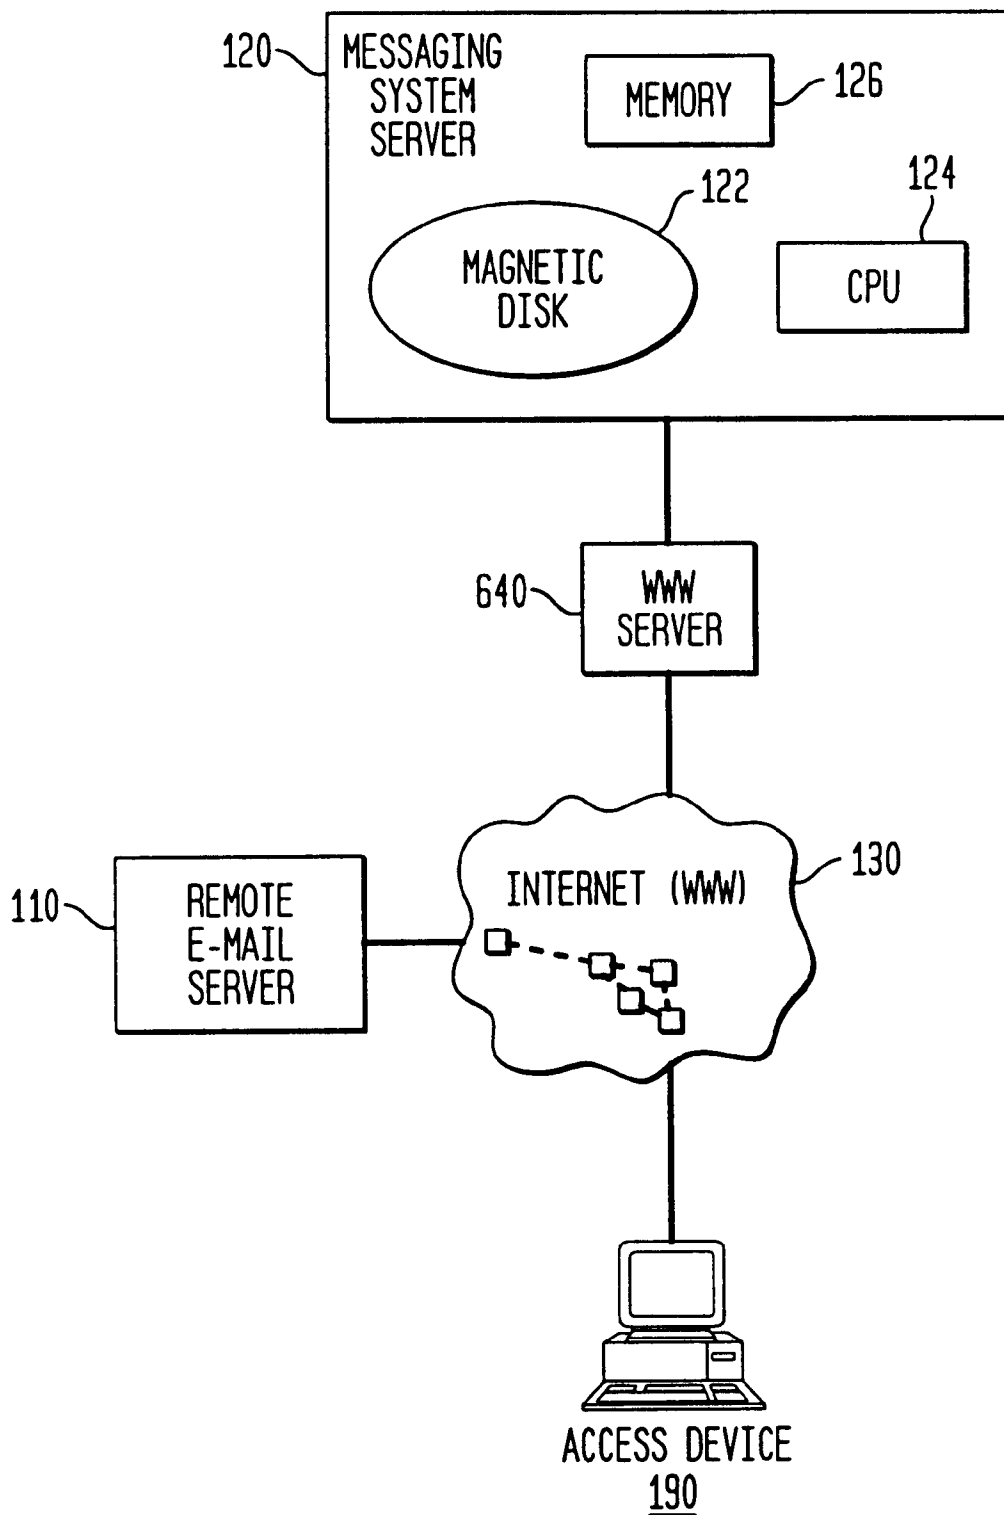 120
MESSAGING
SYSTEM
SERVER
MEMORY
126
122
124
MAGNETIC
DISK
CPU
640
WWW
SERVER
130
INTERNET (WWW)
110
REMOTE
E-MAIL
SERVER
ACCESS DEVICE
190